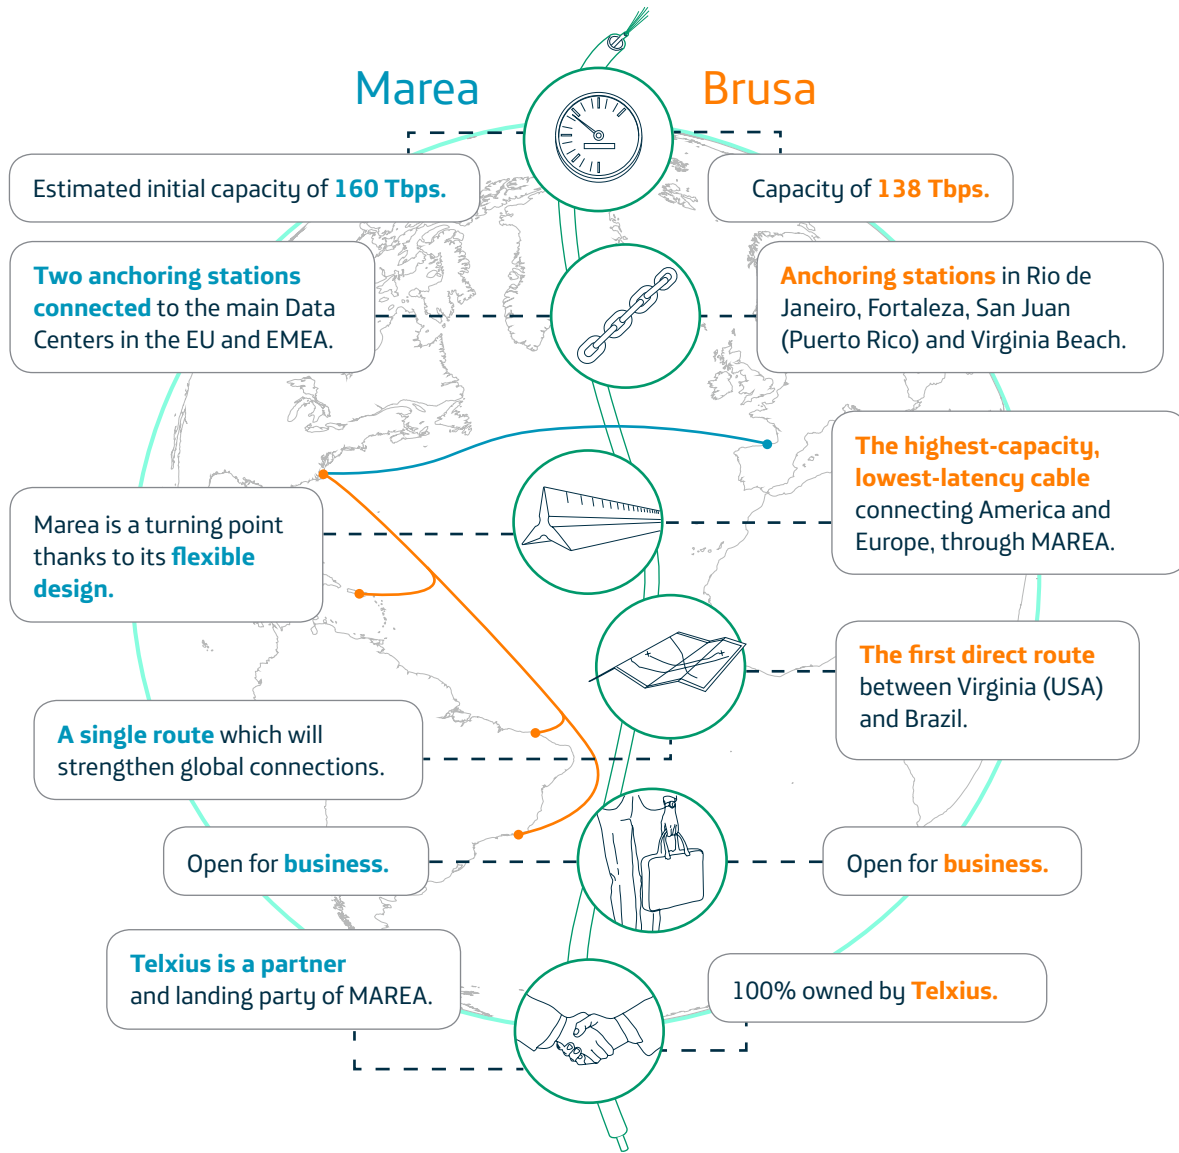 Marea
Brusa
Estimated initial capacity of 160 Tbps.
Capacity of 138 Tbps.
Two anchoring stations
connected to the main Data
Centers in the EU and EMEA.
Anchoring stations in Rio de
Janeiro, Fortaleza, San Juan
(Puerto Rico) and Virginia Beach.
Marea is a turning point
thanks to its flexible
design.
The highest-capacity,
lowest-latency cable
connecting America and
Europe, through MAREA.
A single route which will
strengthen global connections.
The first direct route
between Virginia (USA)
and Brazil.
Open for business.
Open for business.
Telxius is a partner
and landing party of MAREA.
100% owned by Telxius.